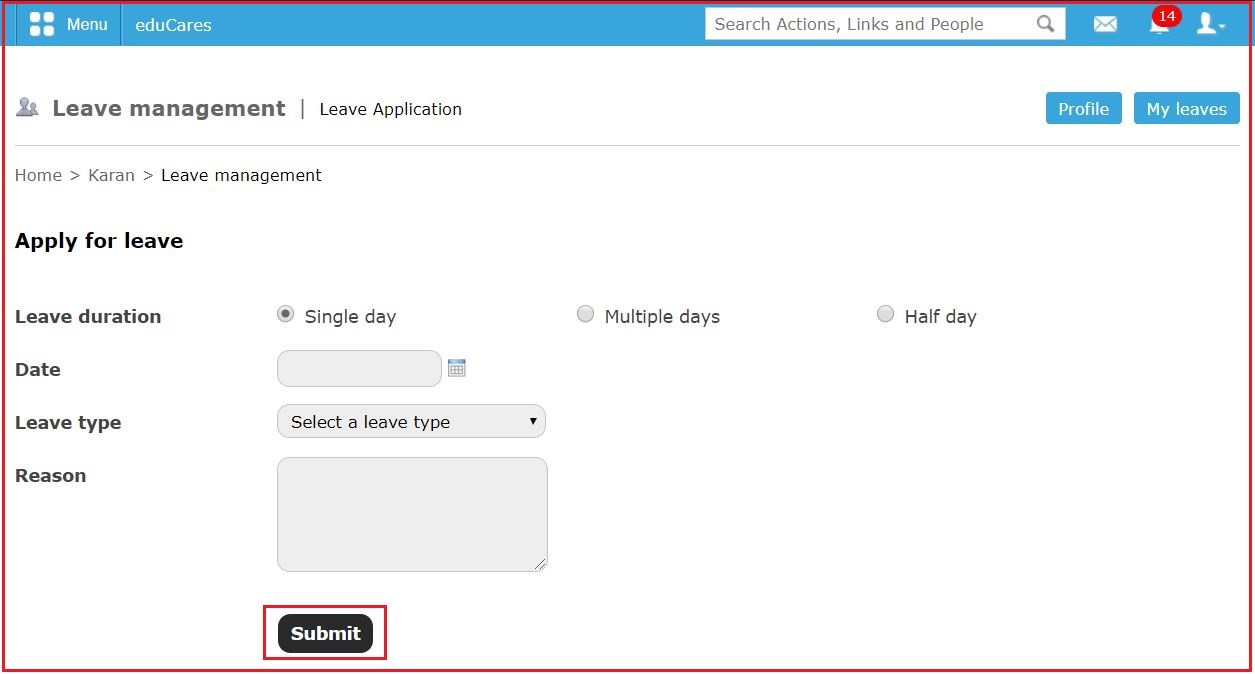 Menu eduCares Search Actions, Links and People 14
Leave management | Leave Application Profile My leaves
Home > Karan > Leave management
Apply for leave
Leave duration Single day Multiple days Half day
Date
Leave type Select a leave type
Reason
Submit